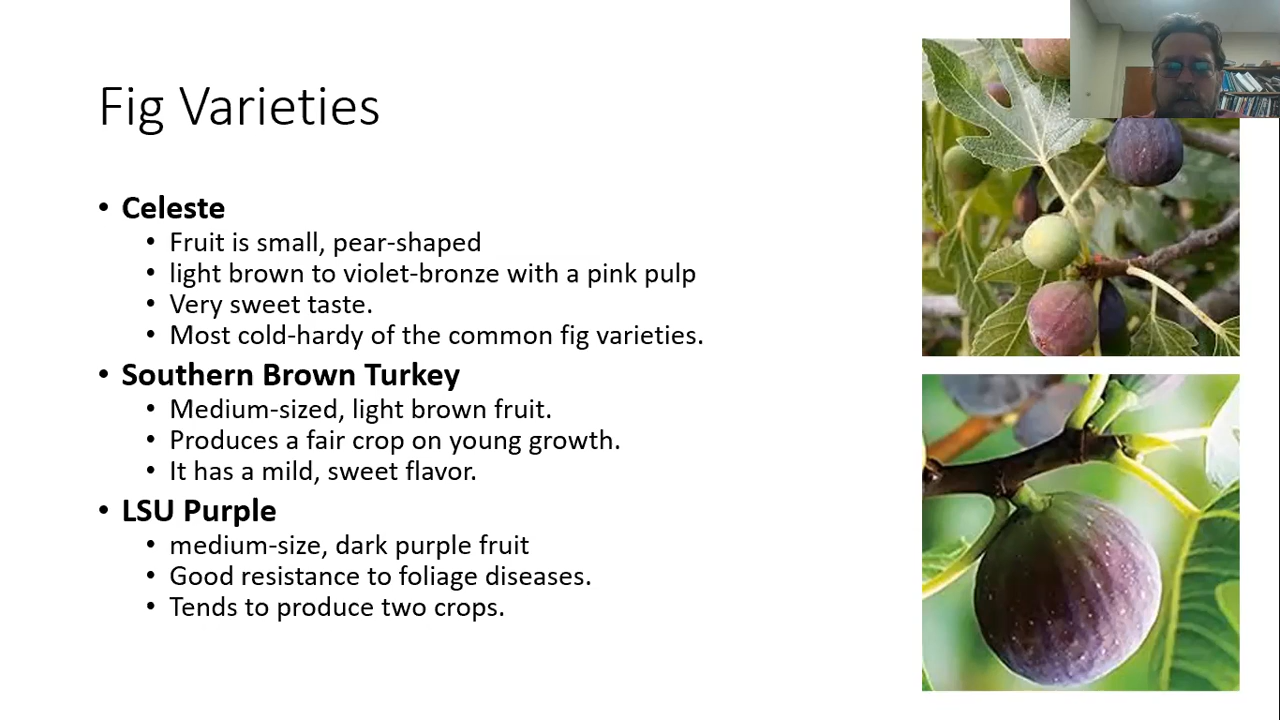 Fig Varieties
• Celeste
• Fruit is small, pear-shaped
• light brown to violet-bronze with a pink pulp
• Very sweet taste.
• Most cold-hardy of the common fig varieties.
• Southern Brown Turkey
• Medium-sized, light brown fruit.
• Produces a fair crop on young growth.
• It has a mild, sweet flavor.
• LSU Purple
• medium-size, dark purple fruit
• Good resistance to foliage diseases.
• Tends to produce two crops.